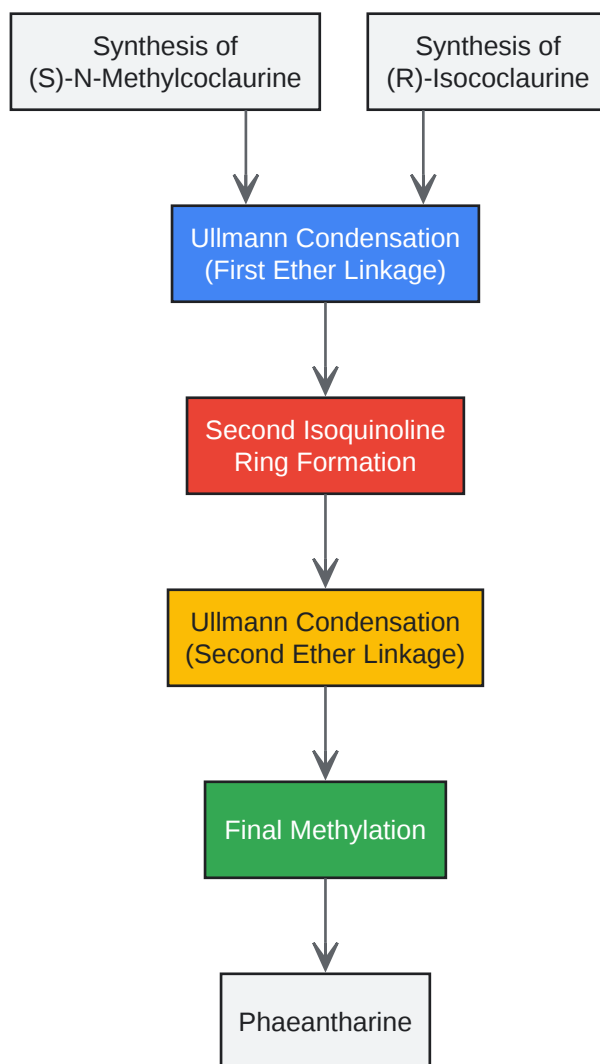 Synthesis of
(S)-N-Methylcoclaurine
Synthesis of
(R)-Isococlaurine
Ullmann Condensation
(First Ether Linkage)
Second Isoquinoline
Ring Formation
Ullmann Condensation
(Second Ether Linkage)
Final Methylation
Phaeantharine